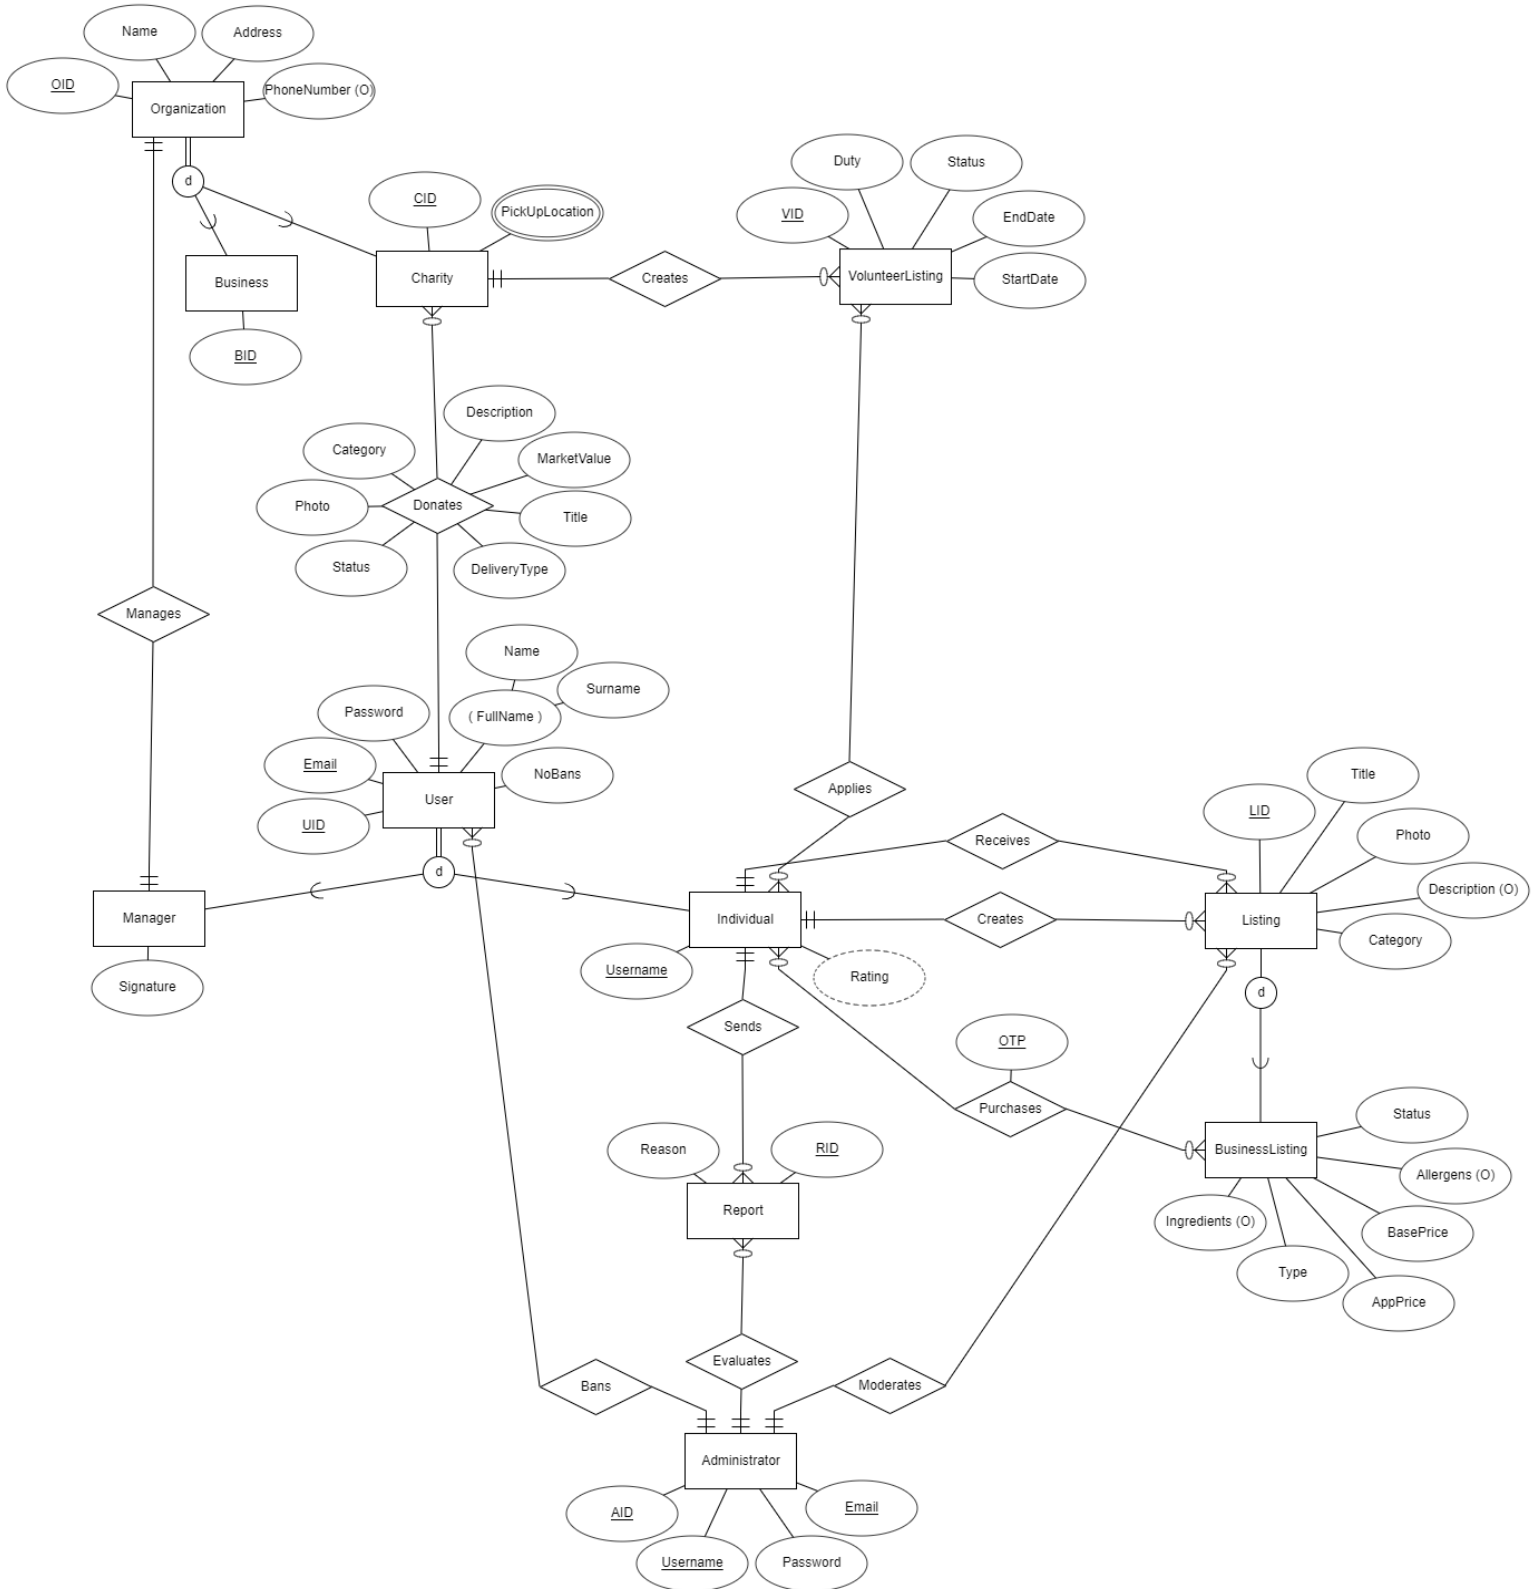 Name
Address
OID
PhoneNumber (O)
Organization
d
Duty
Status
CID
PickUpLocation
VID
EndDate
Charity
Creates
VolunteerListing
StartDate
Business
BID
Description
Category
MarketValue
Photo
Donates
Title
Status
DeliveryType
Manages
Name
Surname
Password
( FullName )
Email
NoBans
User
UID
Applies
Title
LID
Receives
Photo
d
Description (O)
Manager
Individual
Creates
Listing
Category
Username
Rating
Signature
d
Sends
OTP
Purchases
Status
Reason
RID
BusinessListing
Allergens (O)
Report
Ingredients (O)
BasePrice
Type
AppPrice
Evaluates
Bans
Moderates
Administrator
AID
Email
Username
Password